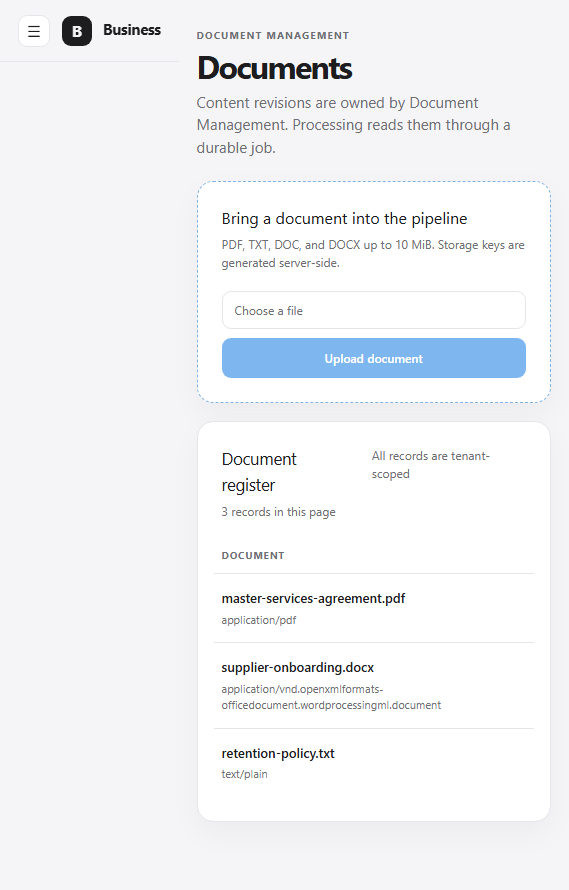 B Business
DOCUMENT MANAGEMENT
Documents
Content revisions are owned by Document
Management. Processing reads them through a
durable job.
Bring a document into the pipeline
PDF, TXT, DOC, and DOCX up to 10 MiB. Storage keys are
generated server-side.
Choose a file
Upload document
Document
register
3 records in this page
All records are tenant-
scoped
DOCUMENT
master-services-agreement.pdf
application/pdf
supplier-onboarding.docx
application/vnd.openxmlformats-
officedocument.wordprocessingml.document
retention-policy.txt
text/plain